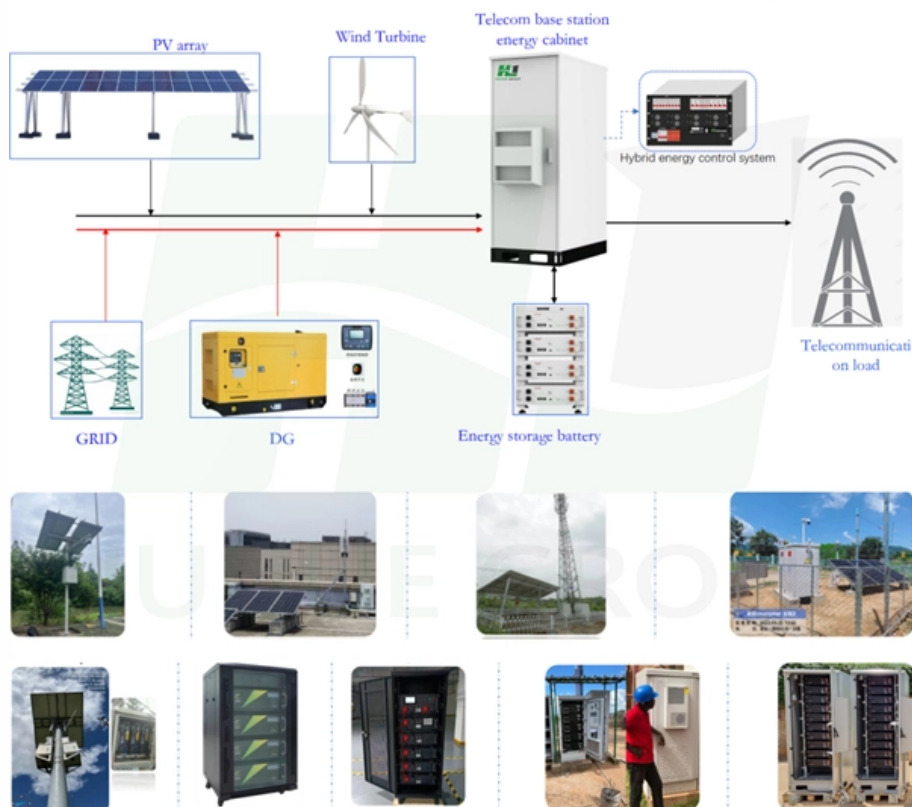 Telecom base station
energy cabinet
PV array
Wind Turbine
HJ
Hybrid energy control system
Telecommunicati
on load
GRID
DG
Energy storage battery